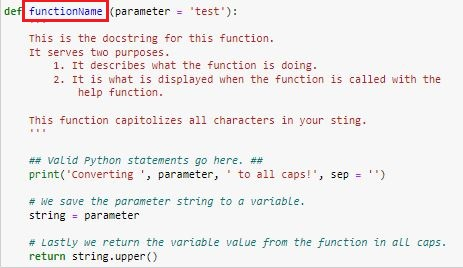 def functionName (parameter = 'test'):
'''
This is the docstring for this function.
It serves two purposes.
1. It describes what the function is doing.
2. It is what is displayed when the function is called with the
help function.
This function capitolizes all characters in your sting.
'''
## Valid Python statements go here. ##
print('Converting ', parameter, ' to all caps!', sep = '')
# We save the parameter string to a variable.
string = parameter
# Lastly we return the variable value from the function in all caps.
return string.upper()